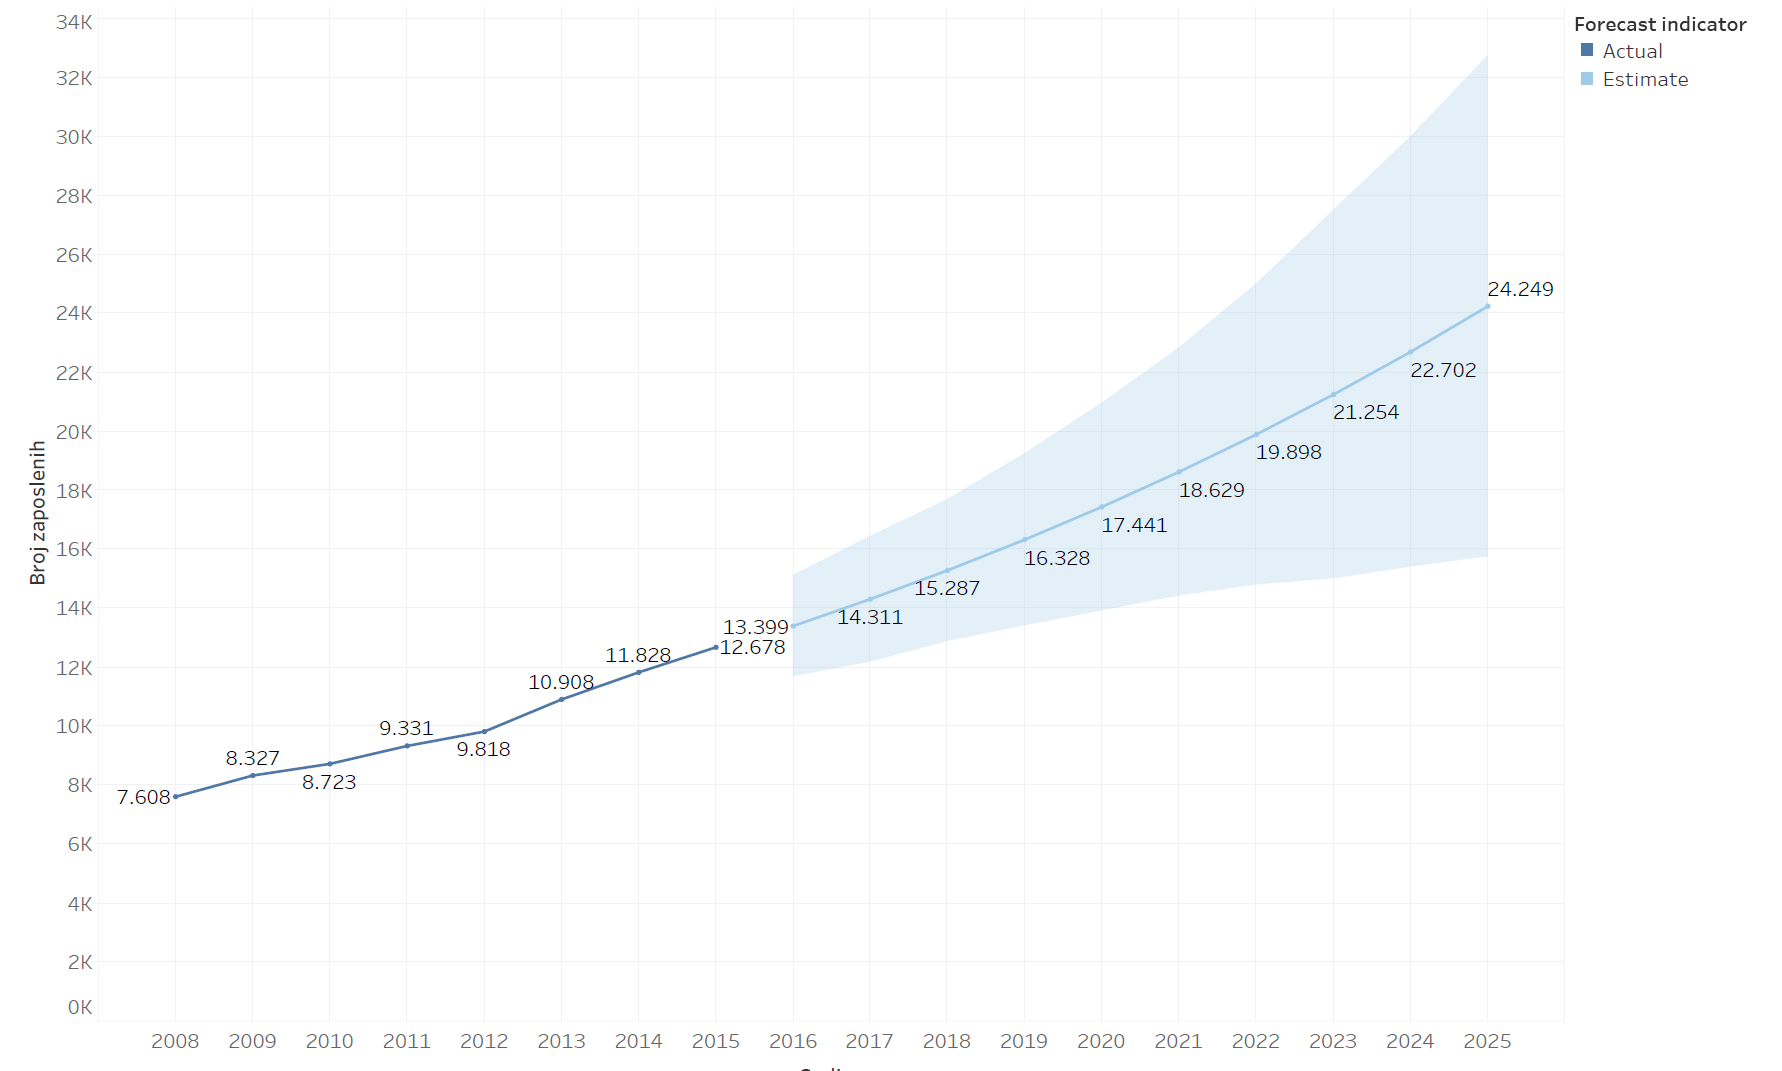 34K
32K
30K
28K
26K
24K
22K
20K
18K
16K
14K
12K
10K
8K
6K
4K
2K
0K
Broj zaposlenih
7.608
8.327
8.723
9.331
9.818
10.908
11.828
12.678
13.399
14.311
15.287
16.328
17.441
18.629
19.898
21.254
22.702
24.249
2008 2009 2010 2011 2012 2013 2014 2015 2016 2017 2018 2019 2020 2021 2022 2023 2024 2025
Forecast indicator
Actual
Estimate